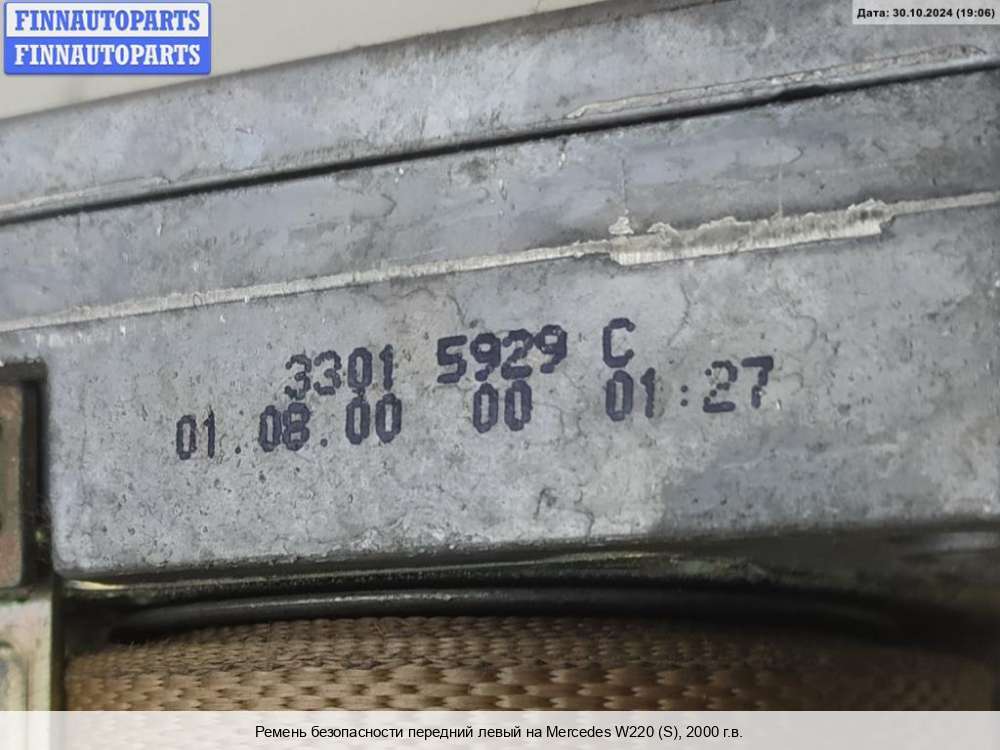 FINNAUTOPARTS
FINNAUTOPARTS
Дата: 30.10.2024 (19:06)
3301 5929 C
01.08.00 00 01:27
Ремень безопасности передний левый на Mercedes W220 (S), 2000 г.в.